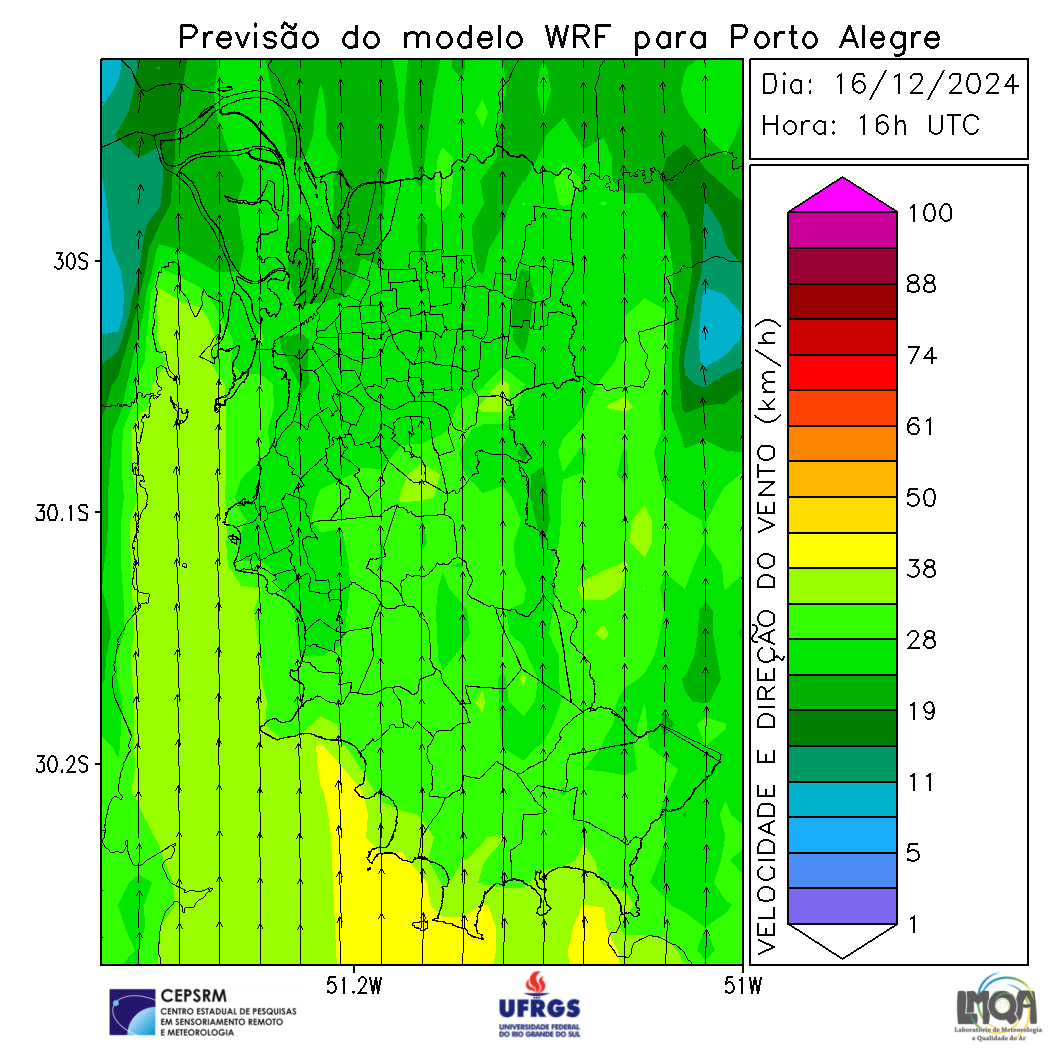 Previsão do modelo WRF para Porto Alegre
Dia: 16/12/2024
Hora: 16h UTC
100
88
74
61
50
38
28
19
11
5
1
VELOCIDADE E DIREÇÃO DO VENTO (km/h)
30S
30.1S
30.2S
51.2W
51W
CEPSRM
CENTRO ESTADUAL DE PESQUISAS
EM SENSORIAMENTO REMOTO
E METEOROLOGIA
UFRGS
UNIVERSIDADE FEDERAL
DO RIO GRANDE DO SUL
LMQA
Laboratório de Meteorologia
e Qualidade do Ar